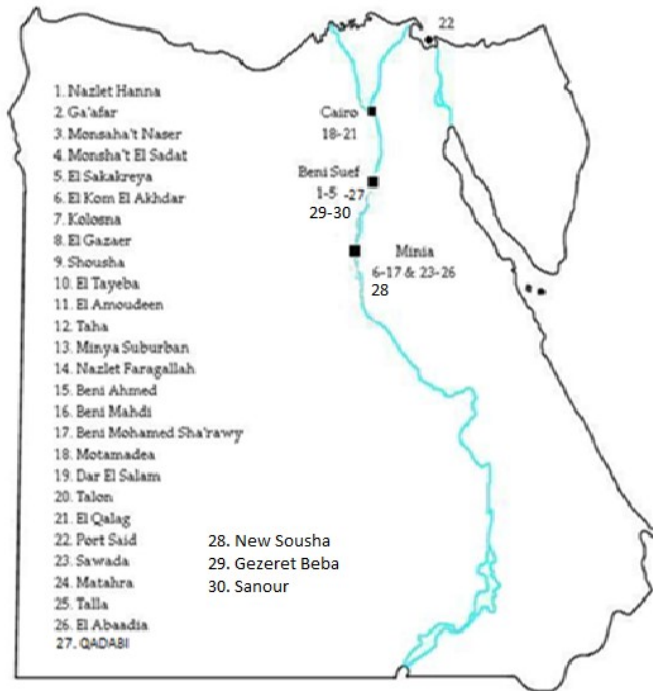 22
1. Nazlet Hanna
2. Ga'afar
3. Monsaha't Naser
4. Monsha't El Sadat
5. El Sakakreya
6. El Kom El Akhdar
7. Kolosna
8. El Gazaer
9. Shousha
10. El Tayeba
11. El Amoudeen
12. Taha
13. Minya Suburban
14. Nazlet Faragallah
15. Beni Ahmed
16. Beni Mahdi
17. Beni Mohamed Sha'rawy
18. Motamadea
19. Dar El Salam
20. Talon
21. El Qalag
22. Port Said
23. Sawada
24. Matahra
25. Talla
26. El Abaadia
27. QADABI
Cairo
18-21
Beni Suef
1-5 -27
29-30
Minia
6-17 & 23-26
28
28. New Sousha
29. Gezeret Beba
30. Sanour